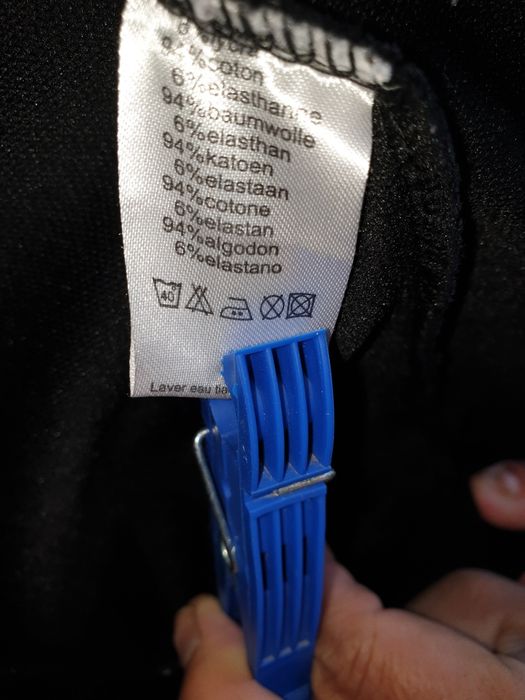 coton
6%elasthanne
94%baumwolle
6%elasthan
94%katoen
6%elastaan
94%cotone
6%elastan
94%algodon
6%elastano
40
Laver eau